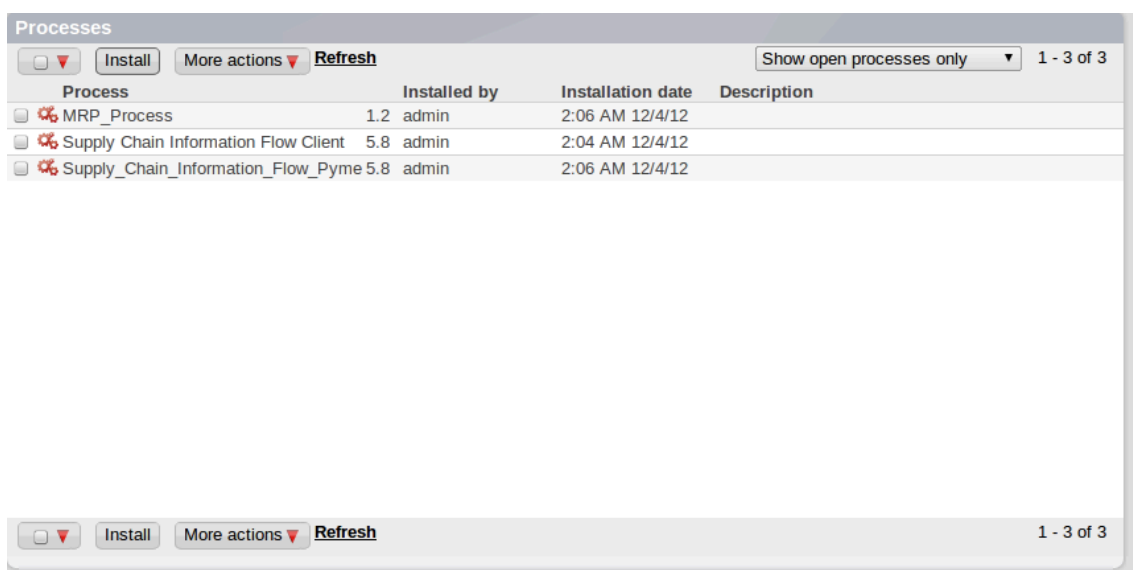 Processes
Install More actions Refresh Show open processes only 1 - 3 of 3
Process Installed by Installation date Description
MRP_Process 1.2 admin 2:06 AM 12/4/12
Supply Chain Information Flow Client 5.8 admin 2:04 AM 12/4/12
Supply_Chain_Information_Flow_Pyme 5.8 admin 2:06 AM 12/4/12
Install More actions Refresh 1 - 3 of 3